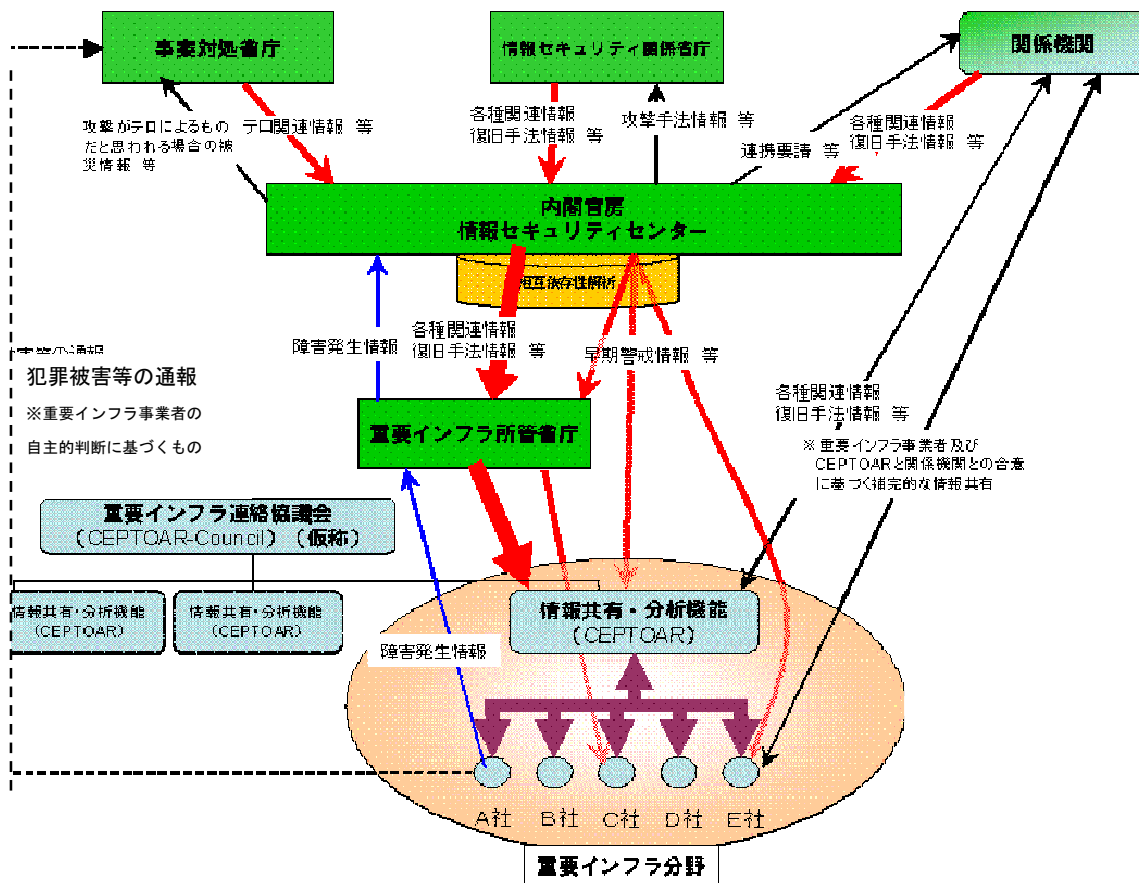 事案対処省庁
情報セキュリティ関係省庁
関係機関
攻撃がテロによるもの
だと思われる場合の被
災情報 等
テロ関連情報 等
各種関連情報
復旧手法情報 等
攻撃手法情報 等
連携要請 等
各種関連情報
復旧手法情報 等
内閣官房
情報セキュリティセンター
相互依存性解析
障害発生情報
各種関連情報
復旧手法情報 等
早期警戒情報 等
犯罪被害等の通報
※重要インフラ事業者の
自主的判断に基づくもの
重要インフラ所管省庁
各種関連情報
復旧手法情報 等
※ 重要インフラ事業者及び
CEPTOARと関係機関との合意
に基づく補完的な情報共有
重要インフラ連絡協議会
(CEPTOAR-Council) (仮称)
情報共有・分析機能
(CEPTOAR)
情報共有・分析機能
(CEPTOAR)
情報共有・分析機能
(CEPTOAR)
障害発生情報
A社 B社 C社 D社 E社
重要インフラ分野